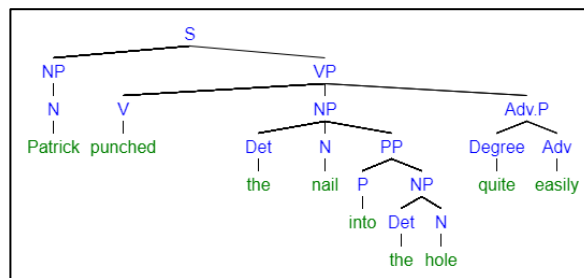 S
NP VP
N V NP Adv.P
Patrick punched Det N PP Degree Adv
the nail P NP quite easily
into Det N
the hole